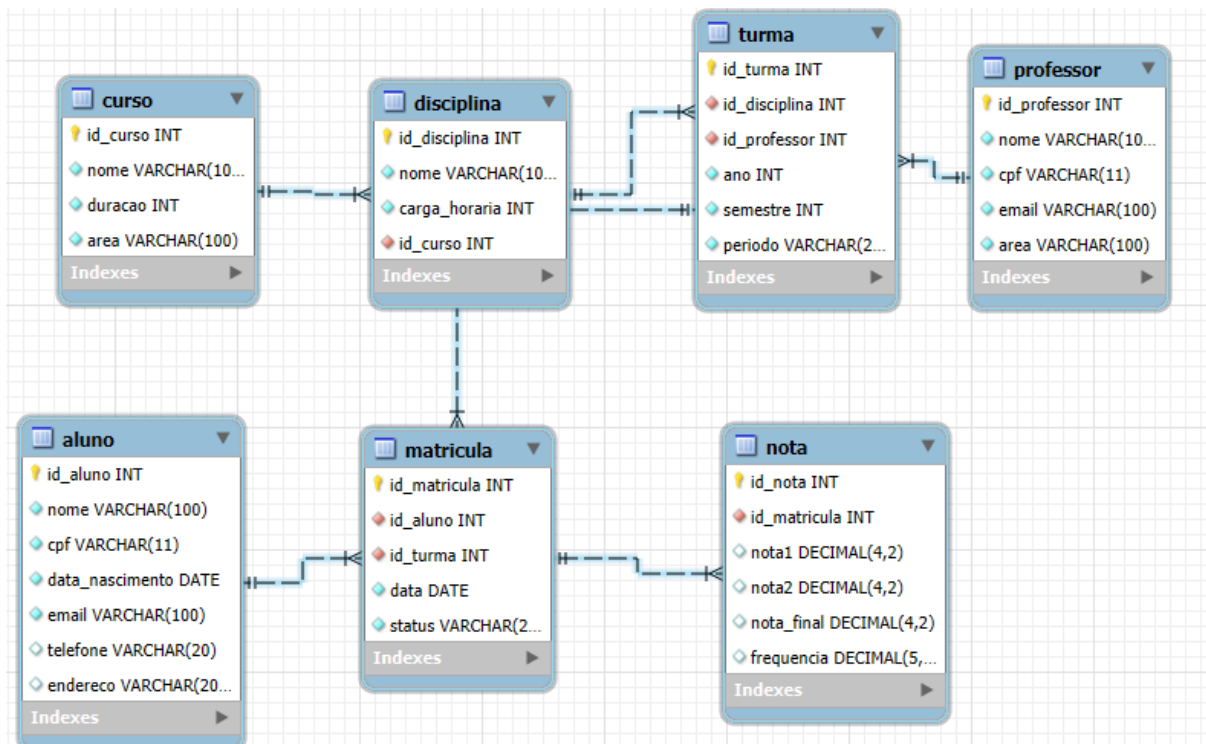 curso
id_curso INT
nome VARCHAR(10...
duracao INT
area VARCHAR(100)
Indexes
disciplina
id_disciplina INT
nome VARCHAR(10...
carga_horaria INT
id_curso INT
Indexes
turma
id_turma INT
id_disciplina INT
id_professor INT
ano INT
semestre INT
periodo VARCHAR(2...
Indexes
professor
id_professor INT
nome VARCHAR(10...
cpf VARCHAR(11)
email VARCHAR(100)
area VARCHAR(100)
Indexes
aluno
id_aluno INT
nome VARCHAR(100)
cpf VARCHAR(11)
data_nascimento DATE
email VARCHAR(100)
telefone VARCHAR(20)
endereco VARCHAR(20...
Indexes
matricula
id_matricula INT
id_aluno INT
id_turma INT
data DATE
status VARCHAR(2...
Indexes
nota
id_nota INT
id_matricula INT
nota1 DECIMAL(4,2)
nota2 DECIMAL(4,2)
nota_final DECIMAL(4,2)
frequencia DECIMAL(5,...
Indexes